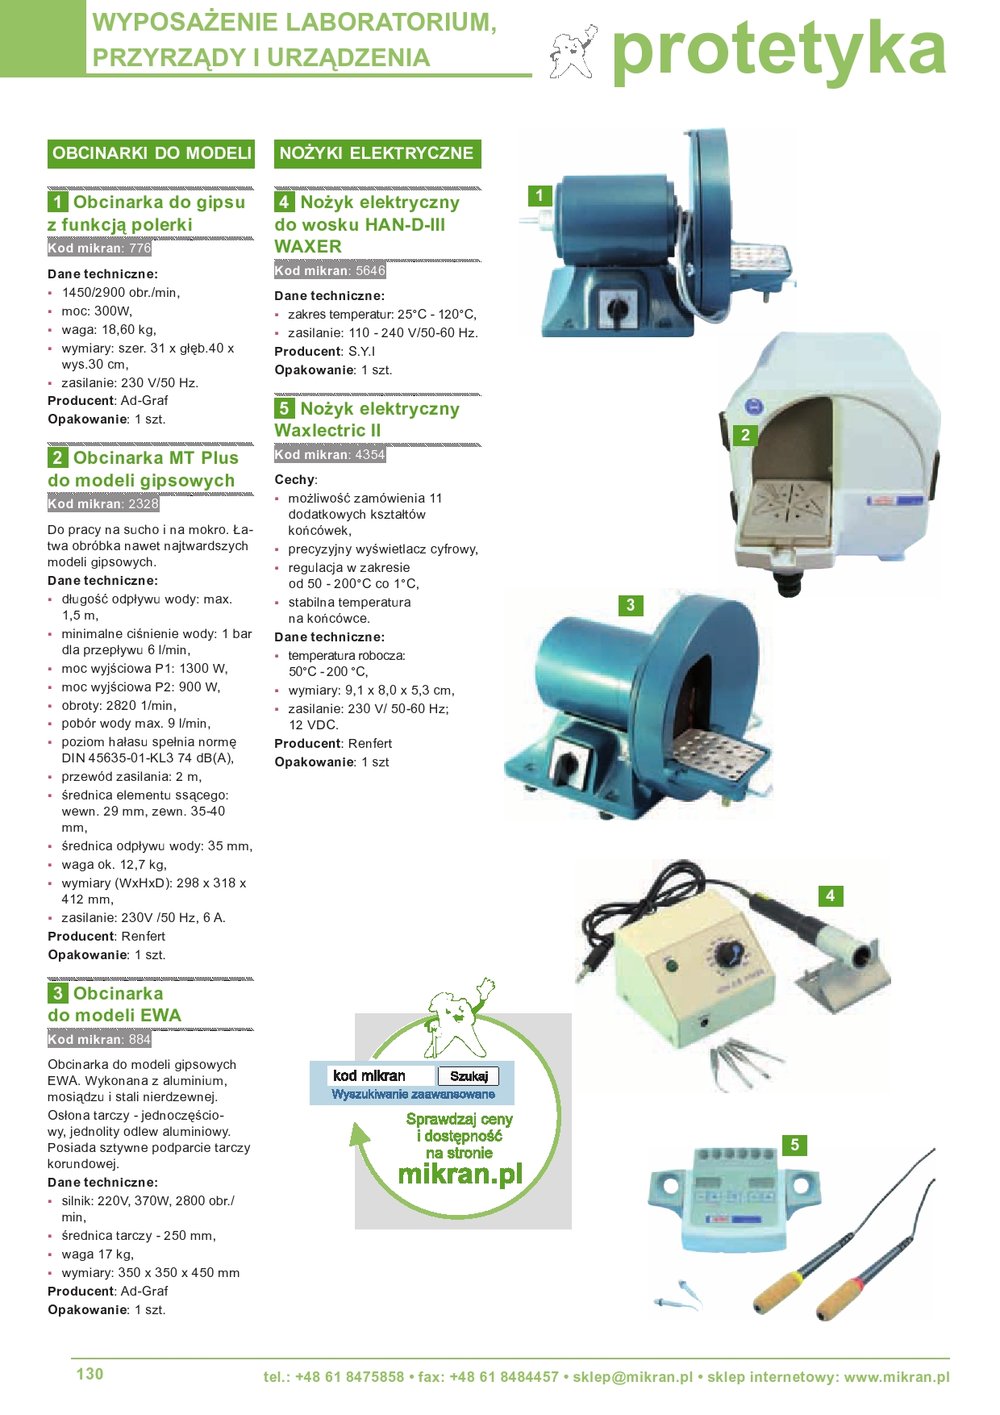 WYPOSAŻENIE LABORATORIUM,
PRZYRZĄDY I URZĄDZENIA
protetyka
OBCINARKI DO MODELI
1 Obcinarka do gipsu
z funkcją polerki
Kod mikran: 776
Dane techniczne:
• 1450/2900 obr./min,
• moc: 300W,
• waga: 18,60 kg,
• wymiary: szer. 31 x głęb.40 x
wys.30 cm,
• zasilanie: 230 V/50 Hz.
Producent: Ad-Graf
Opakowanie: 1 szt.
2 Obcinarka MT Plus
do modeli gipsowych
Kod mikran: 2328
Do pracy na sucho i na mokro. Ła-
twa obróbka nawet najtwardszych
modeli gipsowych.
Dane techniczne:
• długość odpływu wody: max.
1,5 m,
• minimalne ciśnienie wody: 1 bar
dla przepływu 6 l/min,
• moc wyjściowa P1: 1300 W,
• moc wyjściowa P2: 900 W,
• obroty: 2820 1/min,
• pobór wody max. 9 l/min,
• poziom hałasu spełnia normę
DIN 45635-01-KL3 74 dB(A),
• przewód zasilania: 2 m,
• średnica elementu ssącego:
wewn. 29 mm, zewn. 35-40
mm,
• średnica odpływu wody: 35 mm,
• waga ok. 12,7 kg,
• wymiary (WxHxD): 298 x 318 x
412 mm,
• zasilanie: 230V /50 Hz, 6 A.
Producent: Renfert
Opakowanie: 1 szt.
3 Obcinarka
do modeli EWA
Kod mikran: 884
Obcinarka do modeli gipsowych
EWA. Wykonana z aluminium,
mosiądzu i stali nierdzewnej.
Osłona tarczy - jednoczęścio-
wy, jednolity odlew aluminiowy.
Posiada sztywne podparcie tarczy
korundowej.
Dane techniczne:
• silnik: 220V, 370W, 2800 obr./
min,
• średnica tarczy - 250 mm,
• waga 17 kg,
• wymiary: 350 x 350 x 450 mm
Producent: Ad-Graf
Opakowanie: 1 szt.
NOŻYKI ELEKTRYCZNE
4 Nożyk elektryczny
do wosku HAN-D-III
WAXER
Kod mikran: 5646
Dane techniczne:
• zakres temperatur: 25°C - 120°C,
• zasilanie: 110 - 240 V/50-60 Hz.
Producent: S.Y.I
Opakowanie: 1 szt.
5 Nożyk elektryczny
Waxlectric II
Kod mikran: 4354
Cechy:
• możliwość zamówienia 11
dodatkowych kształtów
końcówek,
• precyzyjny wyświetlacz cyfrowy,
• regulacja w zakresie
od 50 - 200°C co 1°C,
• stabilna temperatura
na końcówce.
Dane techniczne:
• temperatura robocza:
50°C - 200 °C,
• wymiary: 9,1 x 8,0 x 5,3 cm,
• zasilanie: 230 V/ 50-60 Hz;
12 VDC.
Producent: Renfert
Opakowanie: 1 szt
1
2
3
4
5
kod mikran
Szukaj
Wyszukiwanie zaawansowane
Sprawdzaj ceny
i dostępność
na stronie
mikran.pl
130
tel.: +48 61 8475858 • fax: +48 61 8484457 • sklep@mikran.pl • sklep internetowy: www.mikran.pl